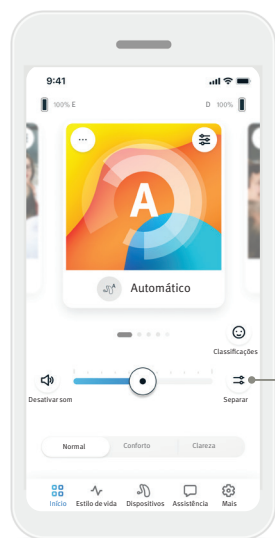 9:41
100% E
D 100%
A
Automático
Classificações
Desativar som
Separar
Normal
Conforto
Clareza
Início
Estilo de vida
Dispositivos
Assistência
Mais